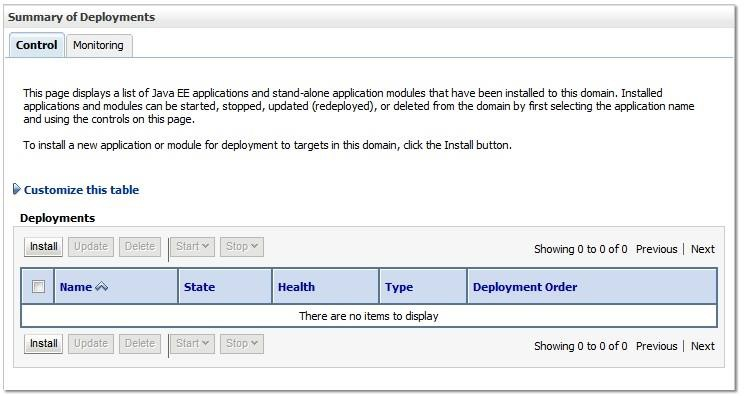 Summary of Deployments
Control Monitoring
This page displays a list of Java EE applications and stand-alone application modules that have been installed to this domain. Installed
applications and modules can be started, stopped, updated (redeployed), or deleted from the domain by first selecting the application name
and using the controls on this page.
To install a new application or module for deployment to targets in this domain, click the Install button.
Customize this table
Deployments
Install Update Delete Start Stop Showing 0 to 0 of 0 Previous | Next
Name State Health Type Deployment Order
There are no items to display
Install Update Delete Start Stop Showing 0 to 0 of 0 Previous | Next